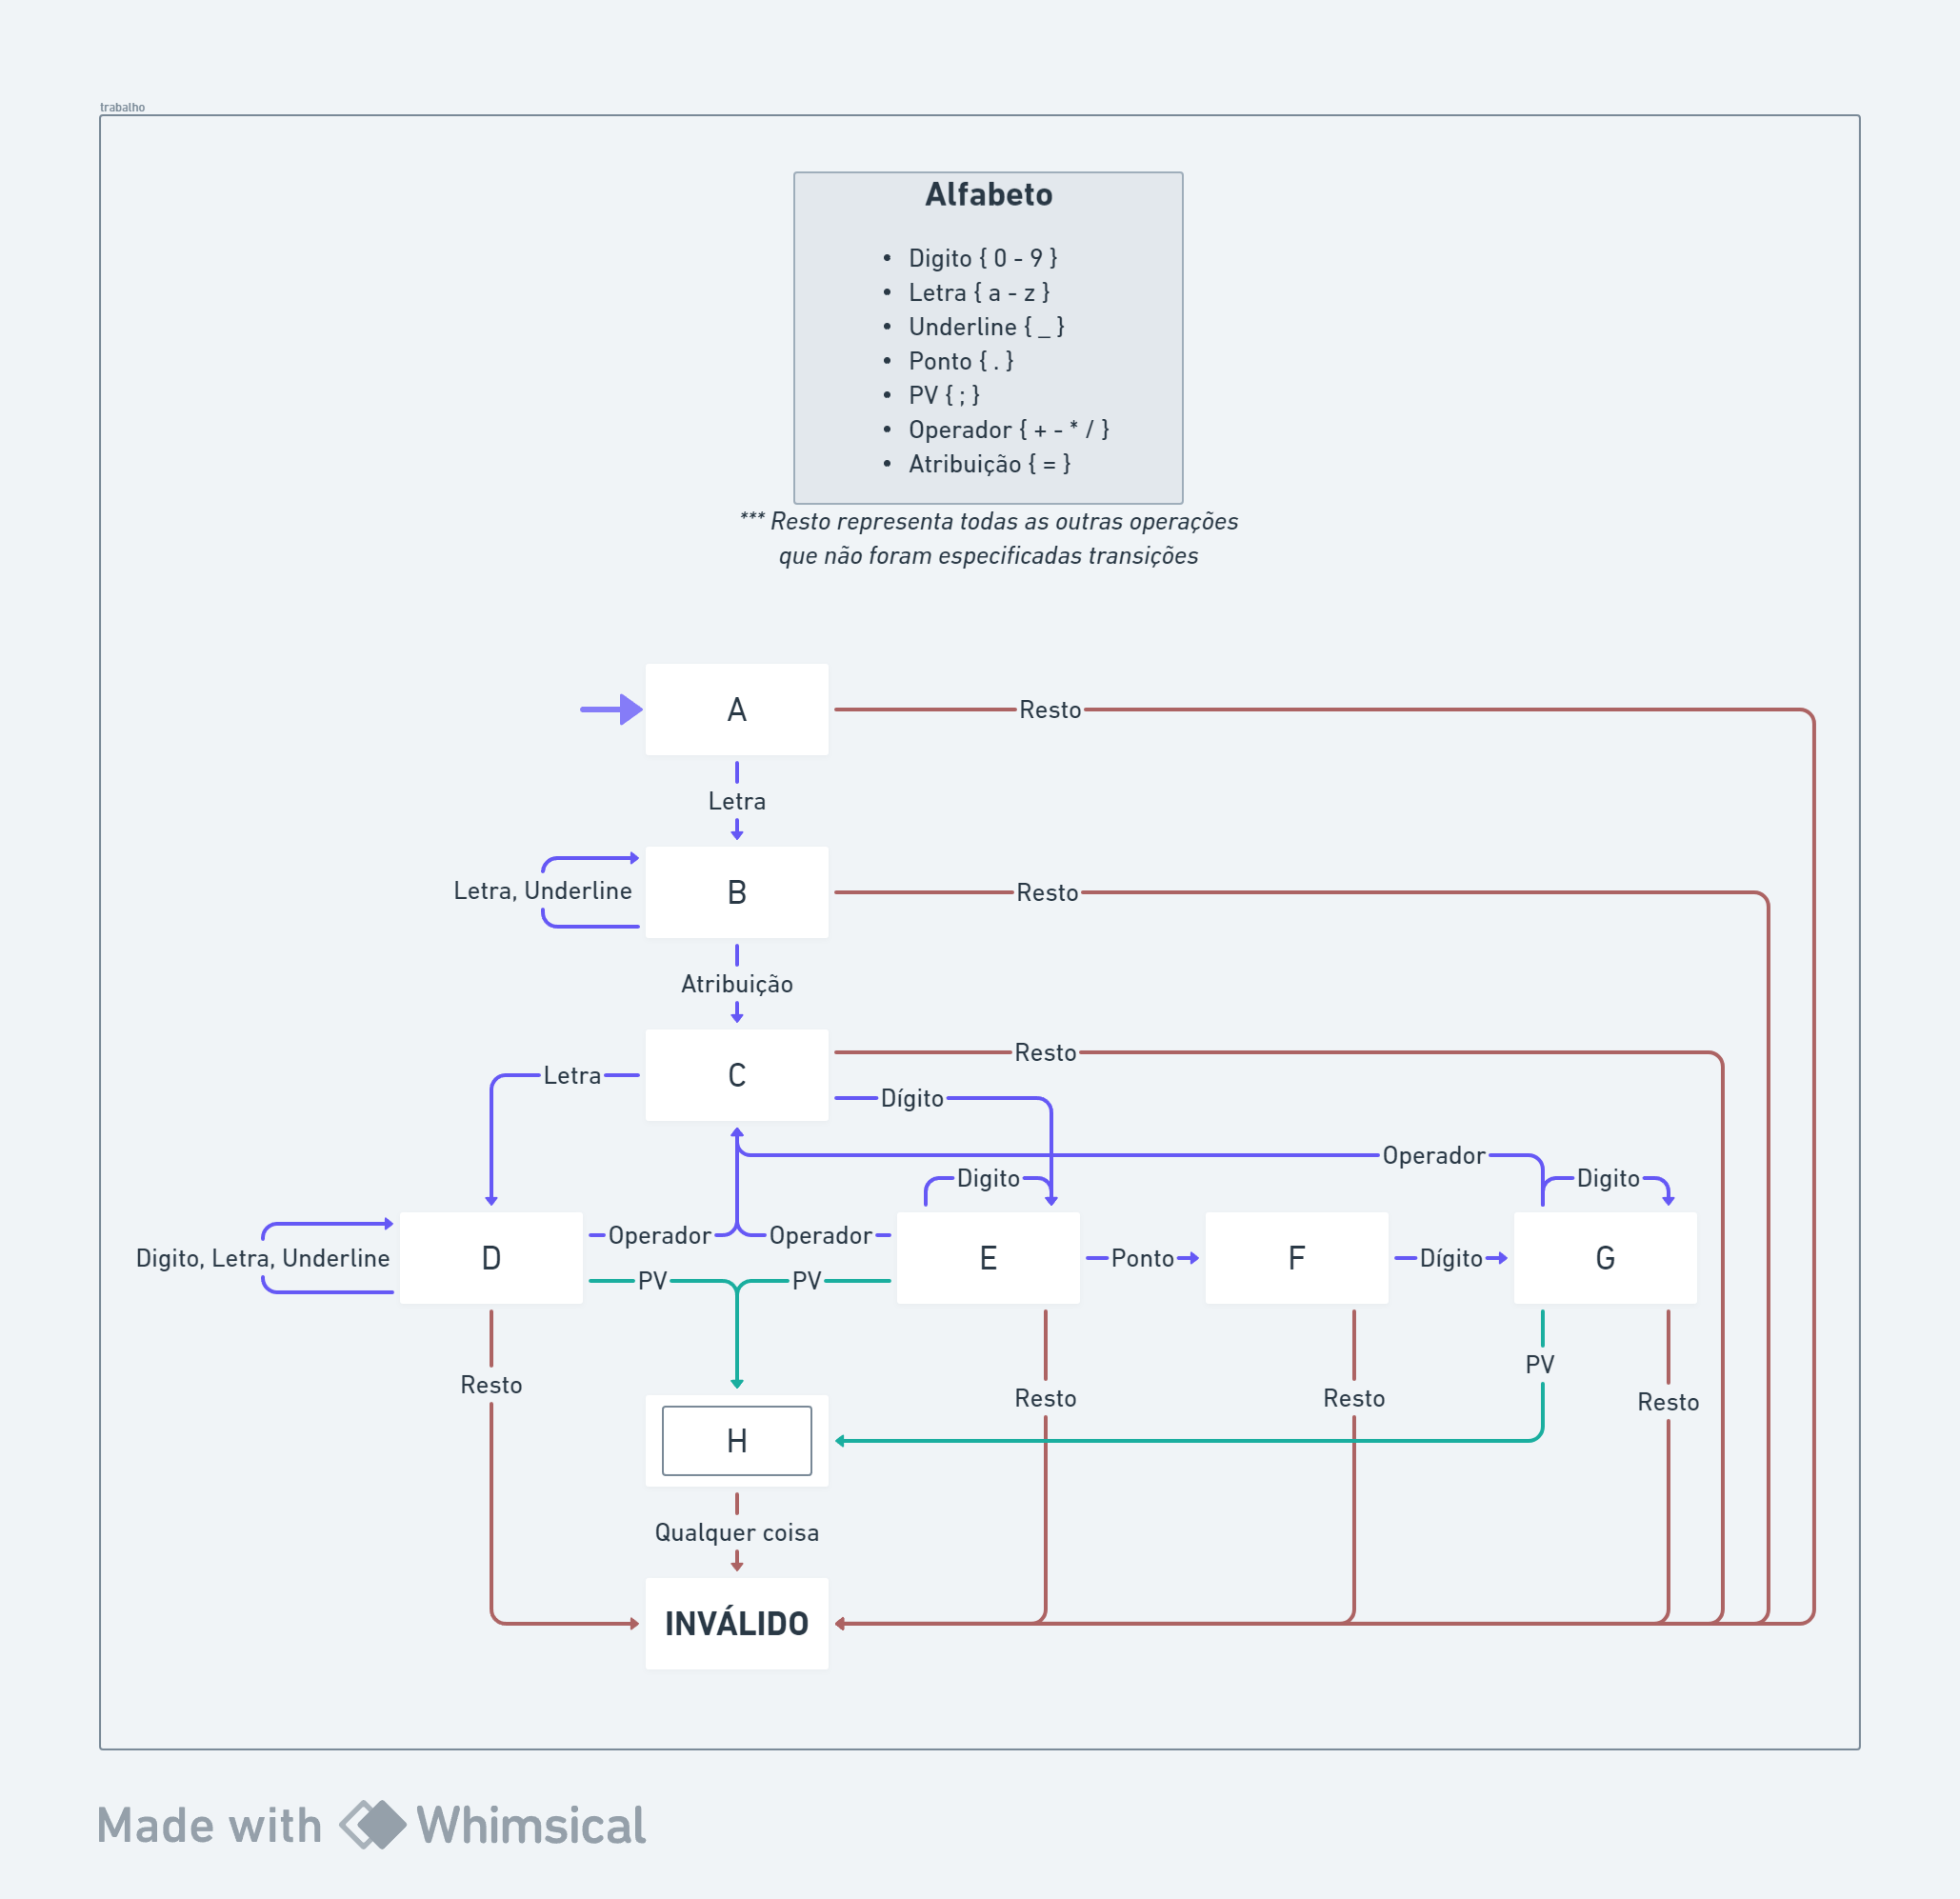 trabalho
Alfabeto
• Digito { 0 - 9 }
• Letra { a - z }
• Underline { _ }
• Ponto { . }
• PV { ; }
• Operador { + - * / }
• Atribuição { = }
*** Resto representa todas as outras operações
que não foram especificadas transições
A
Resto
Letra
Letra, Underline
B
Resto
Atribuição
C
Resto
Letra
Dígito
Operador
Digito
Digito
Operador
Operador
Digito, Letra, Underline
D
E
Ponto
F
Dígito
G
PV
PV
PV
Resto
Resto
Resto
Resto
H
Qualquer coisa
INVÁLIDO
Made with Whimsical